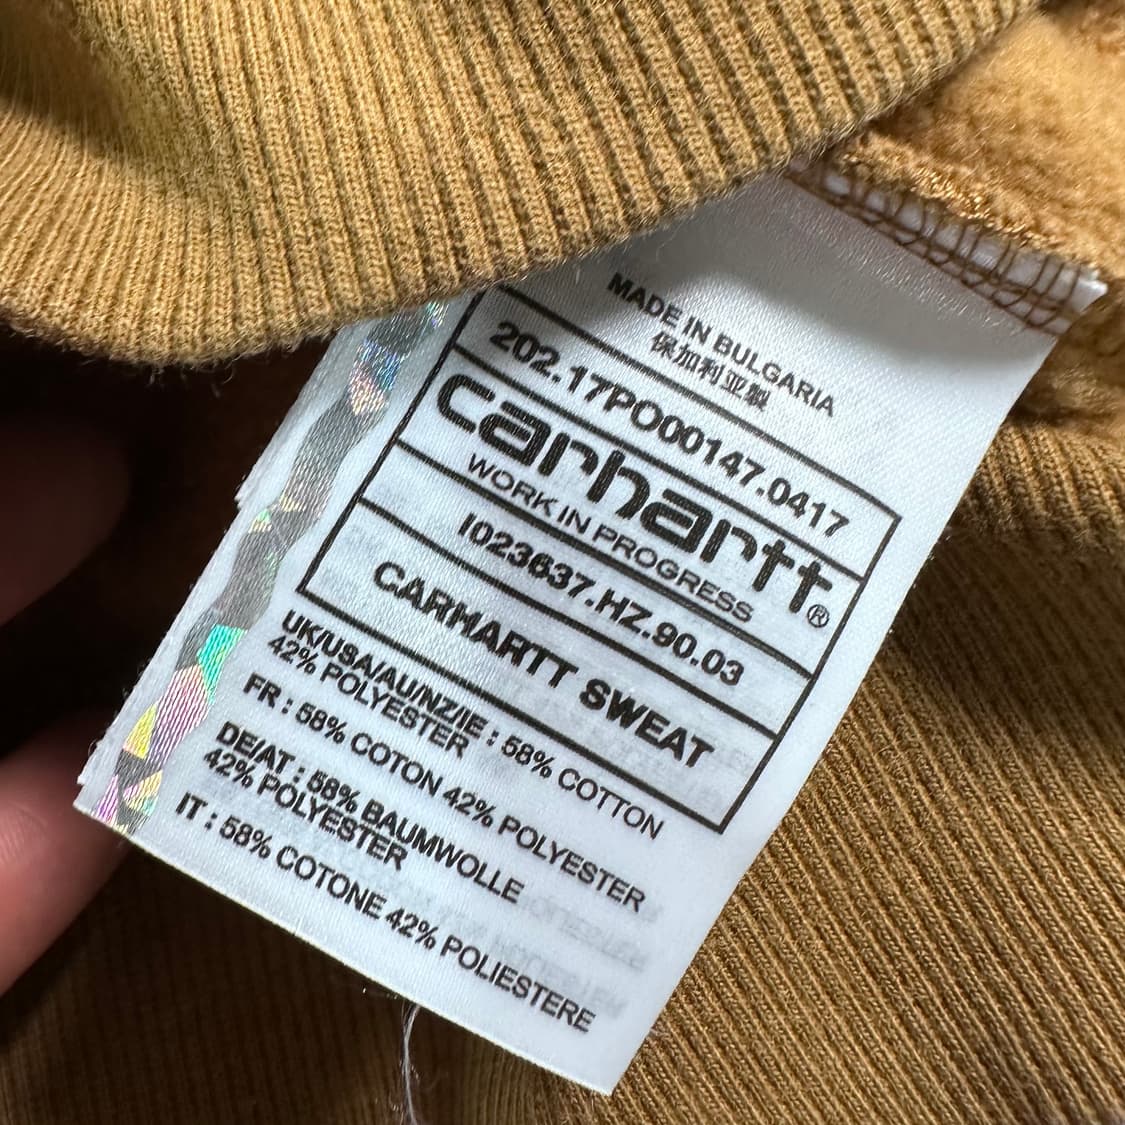 MADE IN BULGARIA
保加利亚製
202.17PO00147.0417
carhartt®
WORK IN PROGRESS
I023637.HZ.90.03
CARHARTT SWEAT
UK/USA/AU/NZ/IE : 58% COTTON
42% POLYESTER
FR : 58% COTON 42% POLYESTER
DE/AT : 58% BAUMWOLLE
42% POLYESTER
IT : 58% COTONE 42% POLIESTERE